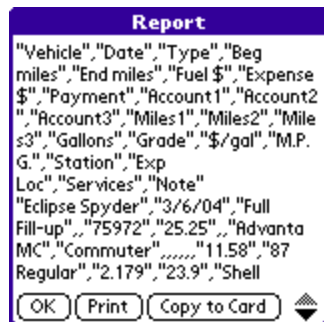 Report
"Vehicle","Date","Type","Beg
miles","End miles","Fuel $","Expense
$","Payment","Account1","Account2
","Account3","Miles1","Miles2","Mile
s3","Gallons","Grade","$/gal","M.P.
G.","Station","Exp
Loc","Services","Note"
"Eclipse Spyder","3/6/04","Full
Fill-up",,"75972","25.25",,"Advanta
MC","Commuter",,,,,,"11.58","87
Regular","2.179","23.9","Shell
OK Print Copy to Card